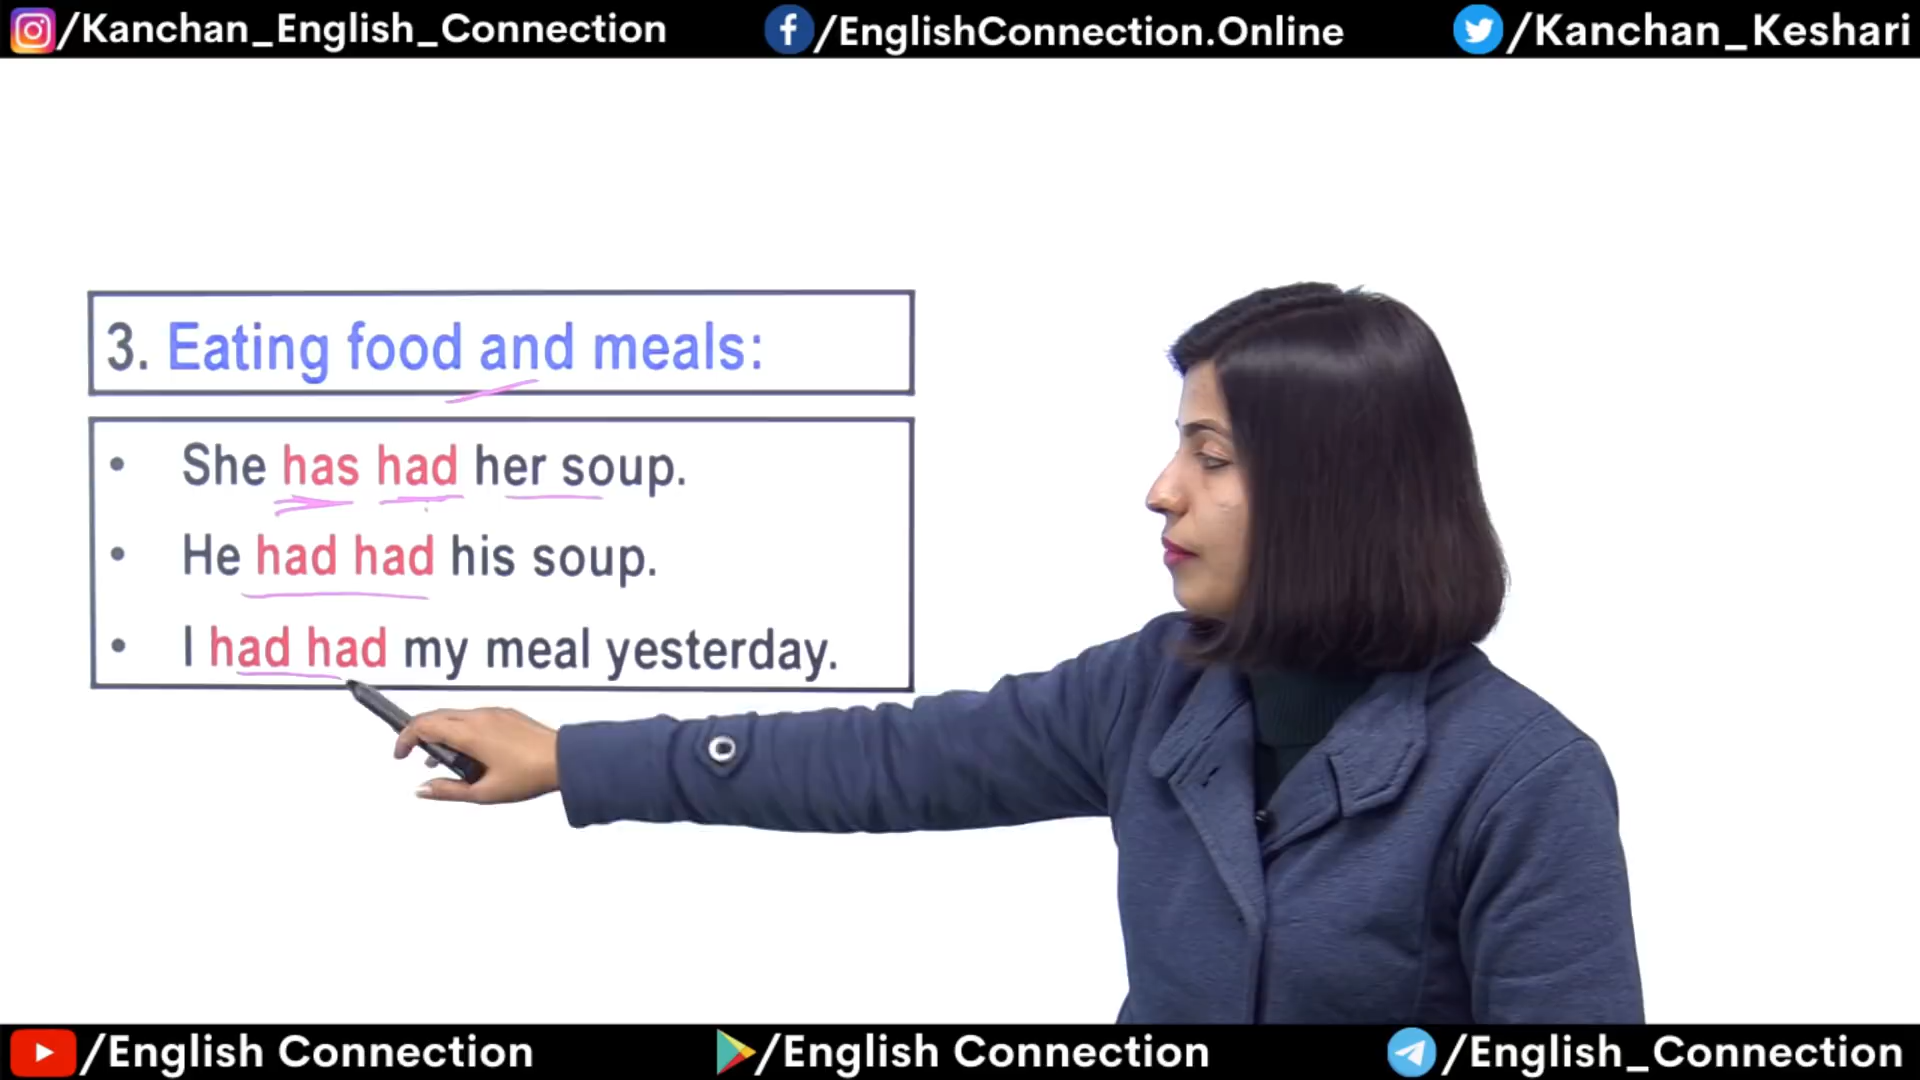 /Kanchan_English_Connection
/EnglishConnection.Online
/Kanchan_Keshari
3. Eating food and meals:
• She has had her soup.
• He had had his soup.
• I had had my meal yesterday.
/English Connection
/English Connection
/English_Connection